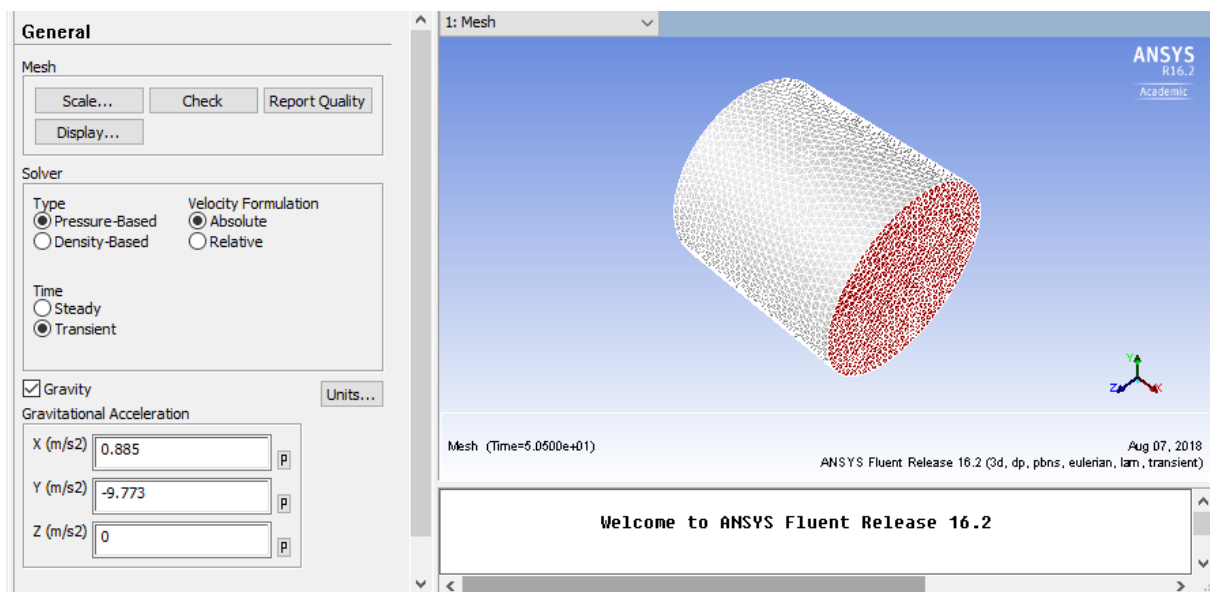 General
Mesh
Scale...
Check
Report Quality
Display...
Solver
Type
Velocity Formulation
Pressure-Based
Absolute
Density-Based
Relative
Time
Steady
Transient
Gravity
Units...
Gravitational Acceleration
X (m/s2)
0.885
P
Y (m/s2)
-9.773
P
Z (m/s2)
0
P
1: Mesh
ANSYS
R16.2
Academic
Y
Z
X
Mesh (Time=5.0500e+01)
Aug 07, 2018
ANSYS Fluent Release 16.2 (3d, dp, pbns, eulerian, lam, transient)
Welcome to ANSYS Fluent Release 16.2